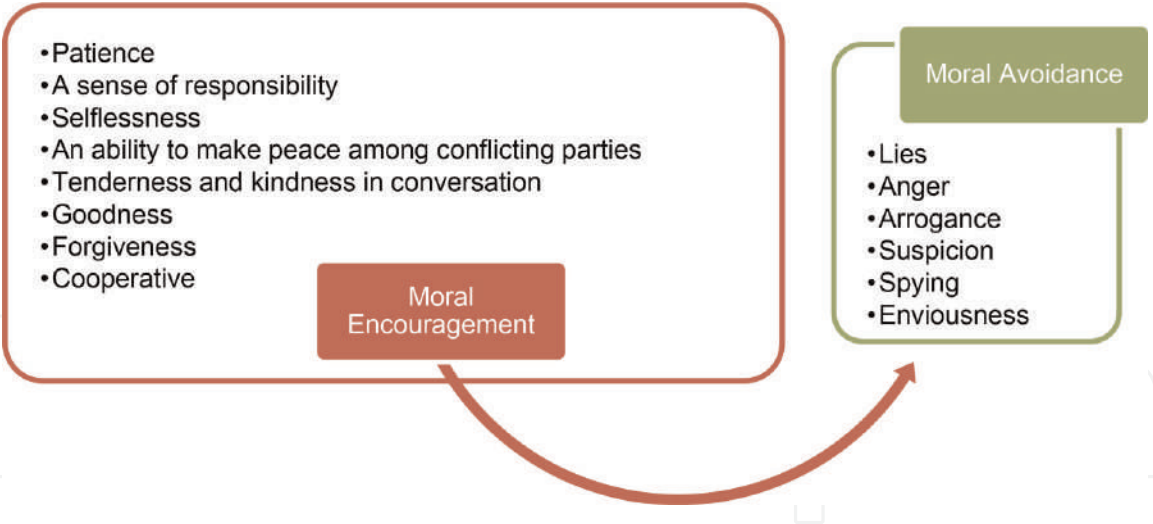 •Patience
•A sense of responsibility
•Selflessness
•An ability to make peace among conflicting parties
•Tenderness and kindness in conversation
•Goodness
•Forgiveness
•Cooperative
Moral
Encouragement
Moral Avoidance
•Lies
•Anger
•Arrogance
•Suspicion
•Spying
•Enviousness